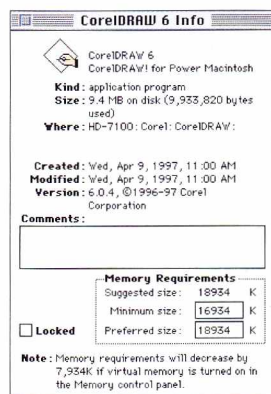 CorelDRAW 6 Info
CorelDRAW 6
CorelDRAW! for Power Macintosh
Kind: application program
Size: 9.4 MB on disk (9,933,820 bytes
used)
Where: HD-7100: Corel: CorelDRAW:
Created: Wed, Apr 9, 1997, 11:00 AM
Modified: Wed, Apr 9, 1997, 11:00 AM
Version: 6.0.4, ©1996-97 Corel
Corporation
Comments:
Memory Requirements
Suggested size: 18934 K
Minimum size: 16934 K
Locked
Preferred size: 18934 K
Note: Memory requirements will decrease by
7,934K if virtual memory is turned on in
the Memory control panel.